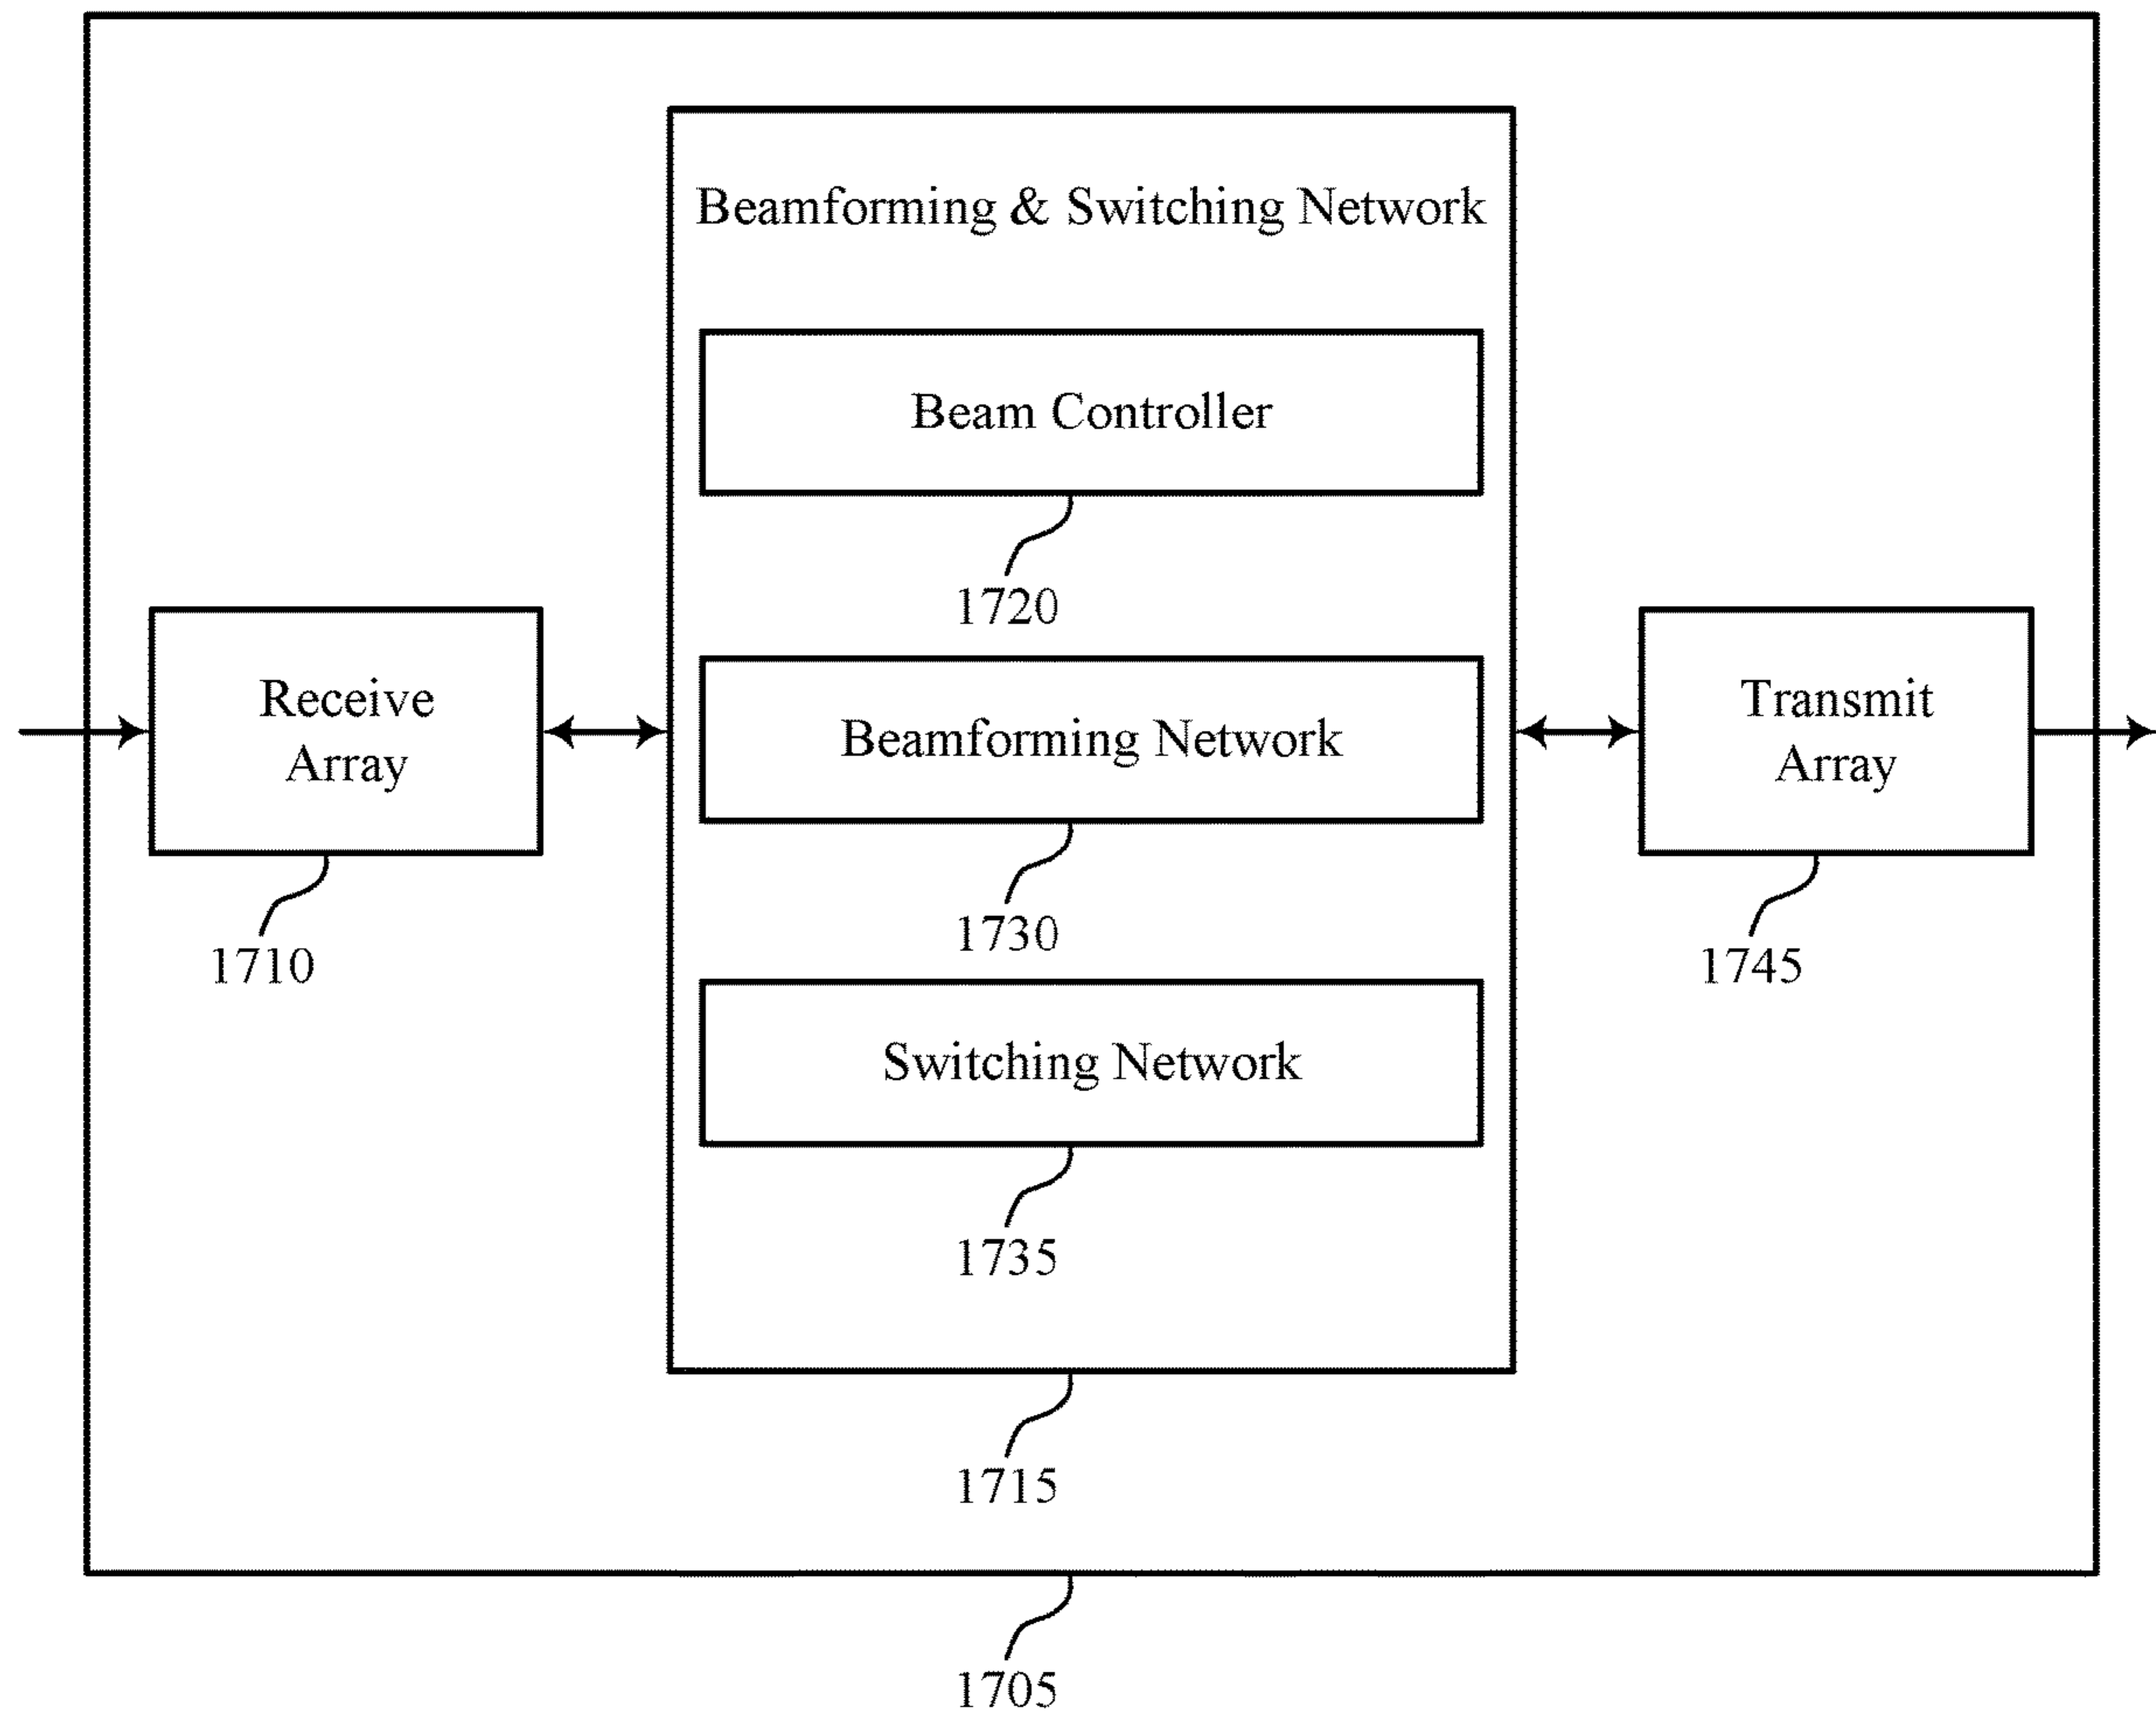 Beamforming & Switching Network
Beam Controller
1720
Receive
Array
1710
Beamforming Network
1730
Transmit
Array
1745
Switching Network
1735
1715
1705